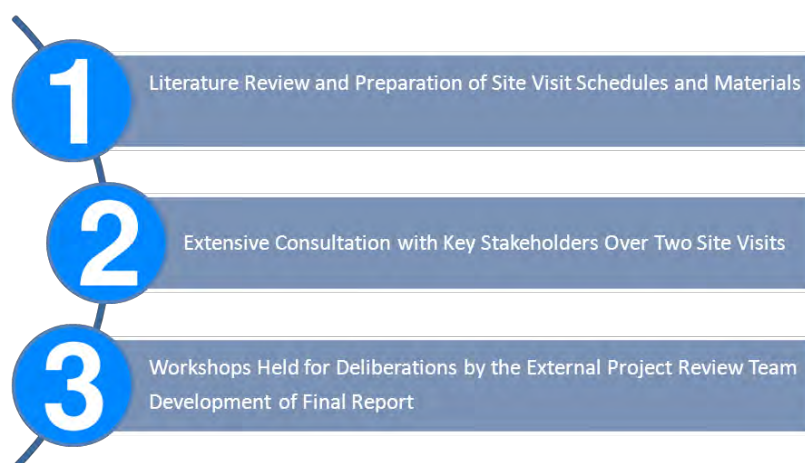 1
Literature Review and Preparation of Site Visit Schedules and Materials
2
Extensive Consultation with Key Stakeholders Over Two Site Visits
3
Workshops Held for Deliberations by the External Project Review Team
Development of Final Report